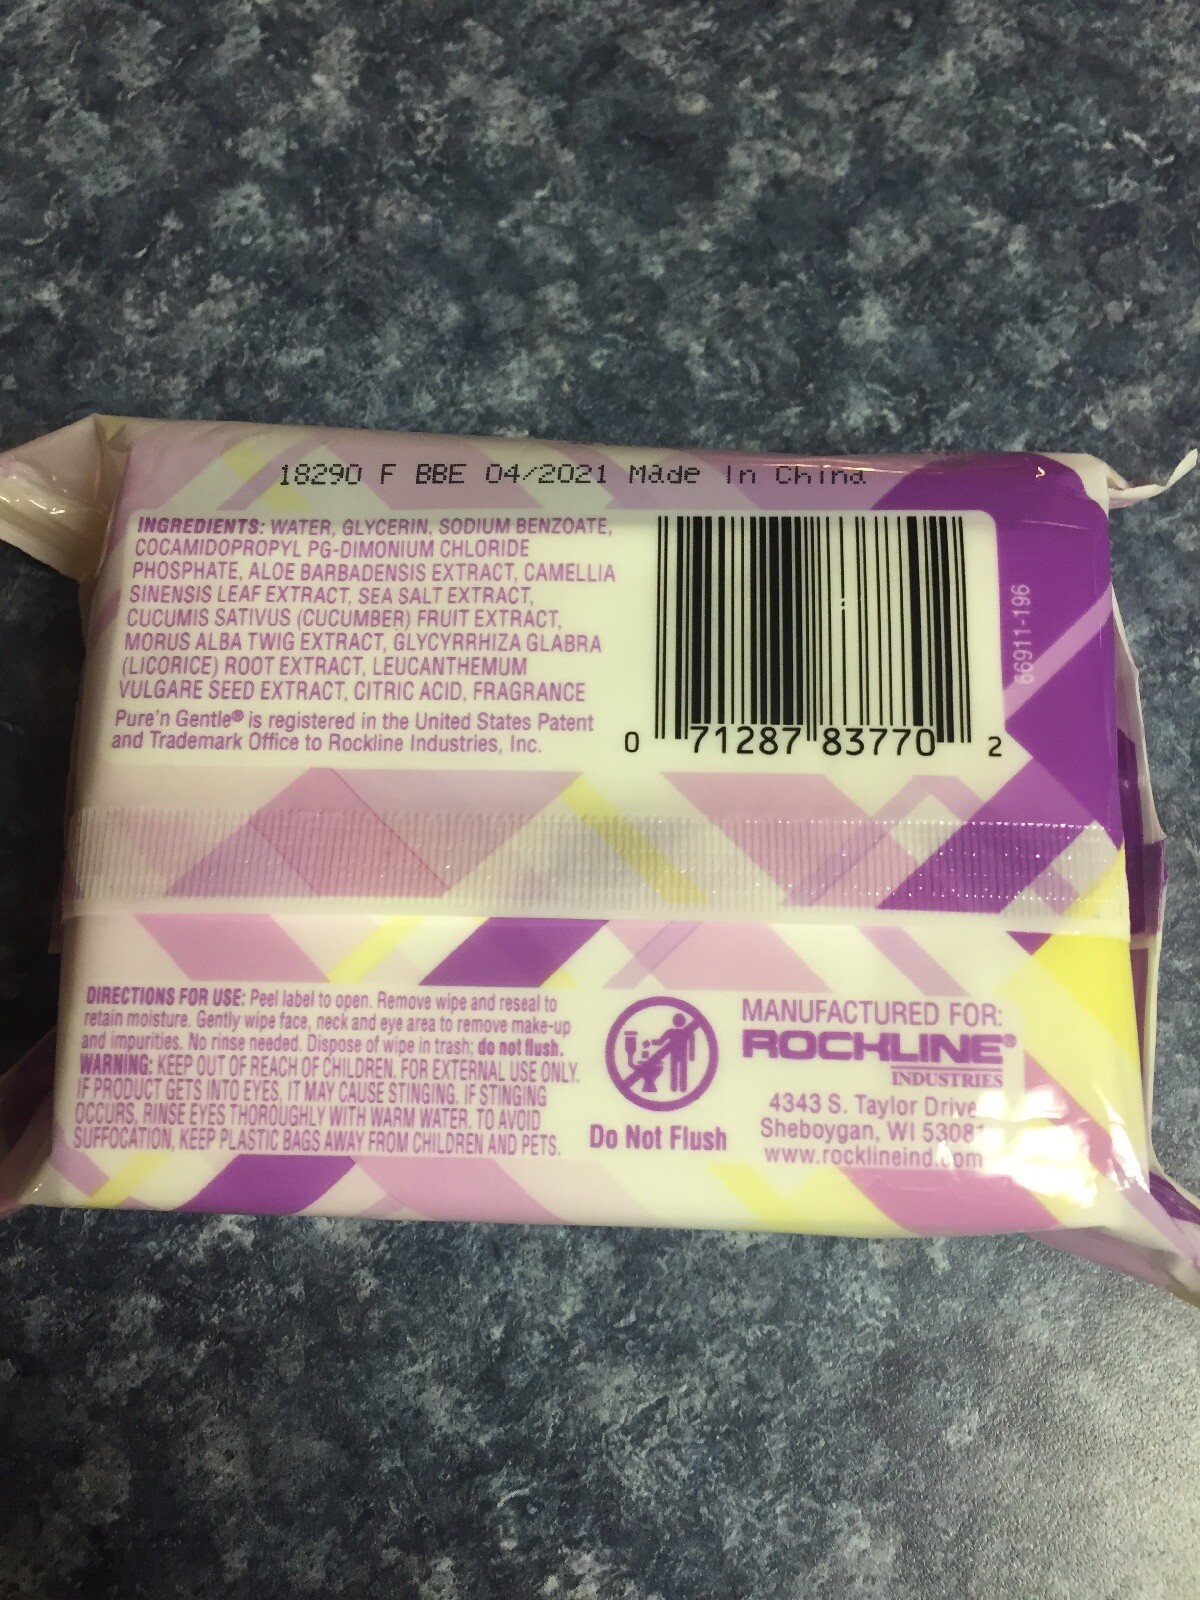 18290 F BBE 04/2021 Made In China
INGREDIENTS: WATER, GLYCERIN, SODIUM BENZOATE,
COCAMIDOPROPYL PG-DIMONIUM CHLORIDE
PHOSPHATE, ALOE BARBADENSIS EXTRACT, CAMELLIA
SINENSIS LEAF EXTRACT, SEA SALT EXTRACT,
CUCUMIS SATIVUS (CUCUMBER) FRUIT EXTRACT,
MORUS ALBA TWIG EXTRACT, GLYCYRRHIZA GLABRA
(LICORICE) ROOT EXTRACT, LEUCANTHEMUM
VULGARE SEED EXTRACT, CITRIC ACID, FRAGRANCE
Pure'n Gentle® is registered in the United States Patent
and Trademark Office to Rockline Industries, Inc.
0 71287 83770 2
66911-196
DIRECTIONS FOR USE: Peel label to open. Remove wipe and reseal to
retain moisture. Gently wipe face, neck and eye area to remove make-up
and impurities. No rinse needed. Dispose of wipe in trash; do not flush.
WARNING: KEEP OUT OF REACH OF CHILDREN. FOR EXTERNAL USE ONLY.
IF PRODUCT GETS INTO EYES, IT MAY CAUSE STINGING. IF STINGING
OCCURS, RINSE EYES THOROUGHLY WITH WARM WATER. TO AVOID
SUFFOCATION, KEEP PLASTIC BAGS AWAY FROM CHILDREN AND PETS.
Do Not Flush
MANUFACTURED FOR:
ROCKLINE®
INDUSTRIES
4343 S. Taylor Drive
Sheboygan, WI 53081
www.rocklineind.com